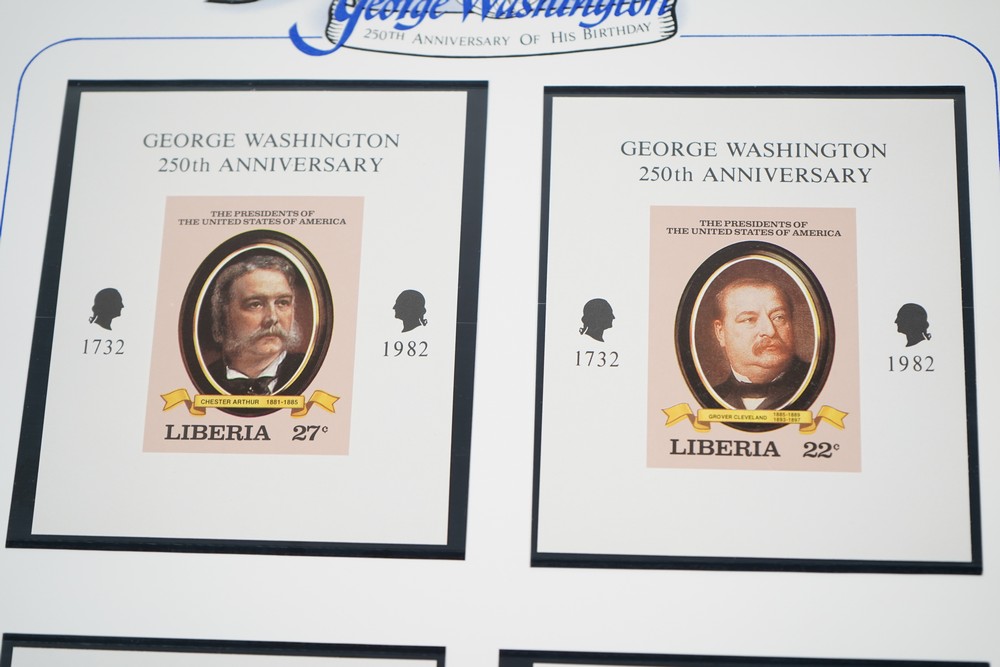 George Washington
250TH ANNIVERSARY OF HIS BIRTHDAY
GEORGE WASHINGTON
250th ANNIVERSARY
THE PRESIDENTS OF
THE UNITED STATES OF AMERICA
1732
1982
CHESTER ARTHUR 1881-1885
LIBERIA 27¢
GEORGE WASHINGTON
250th ANNIVERSARY
THE PRESIDENTS OF
THE UNITED STATES OF AMERICA
1732
1982
GROVER CLEVELAND 1885-1889
1893-1897
LIBERIA 22¢